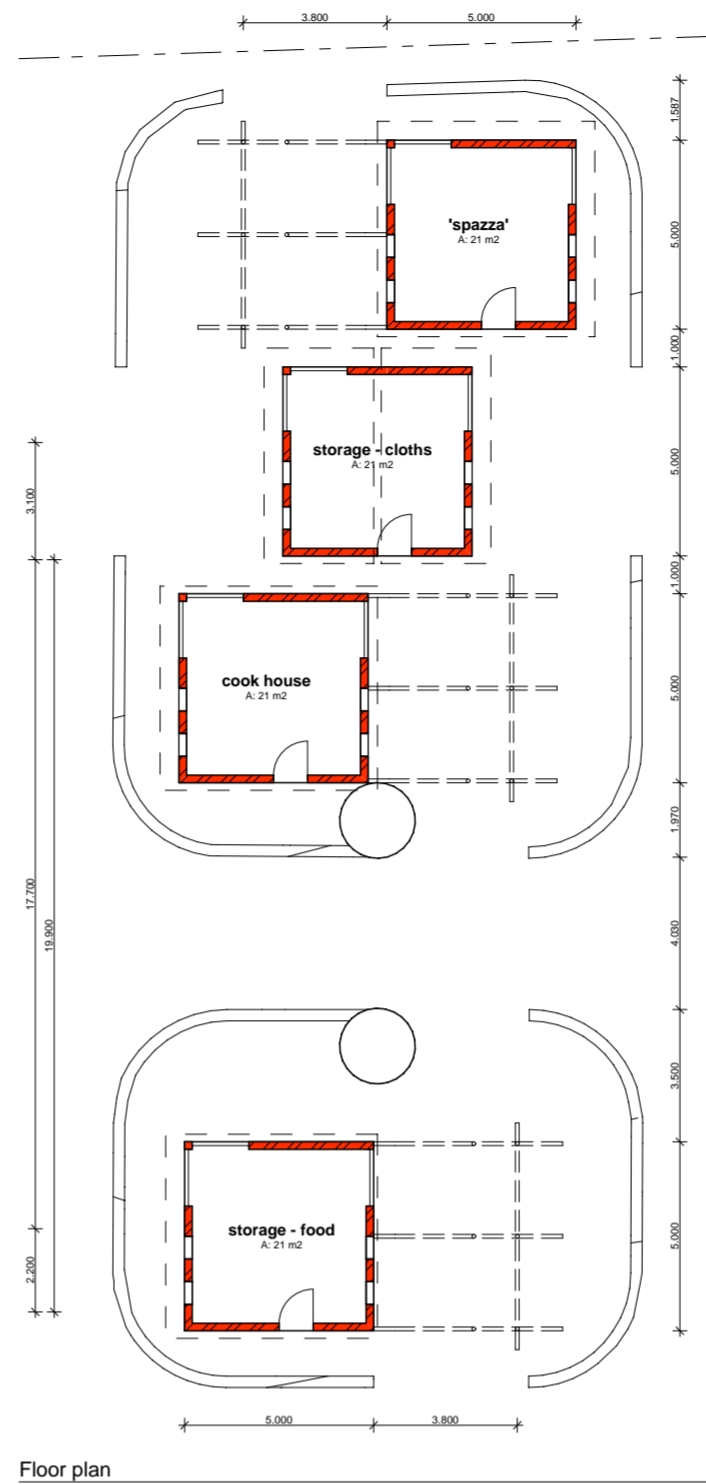 3.800
5.000
1.587
'spazza'
A: 21 m2
5.000
1.000
storage - cloths
A: 21 m2
5.000
3.100
1.000
cook house
A: 21 m2
5.000
1.970
17.700
19.900
4.030
3.500
storage - food
A: 21 m2
5.000
2.200
5.000
3.800
Floor plan